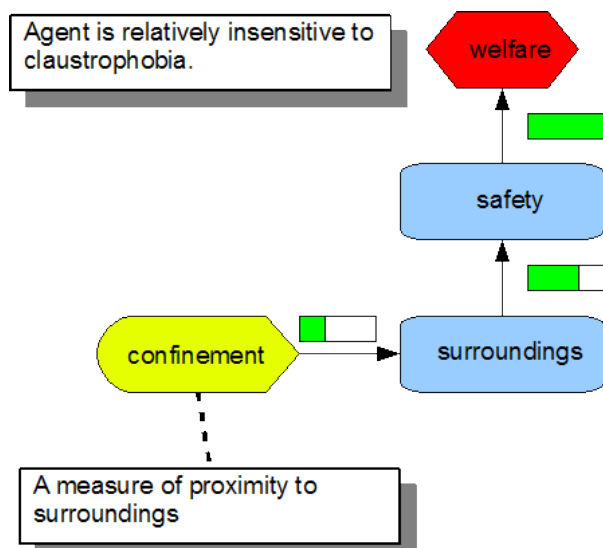 Agent is relatively insensitive to
claustrophobia.
welfare
safety
surroundings
confinement
A measure of proximity to
surroundings